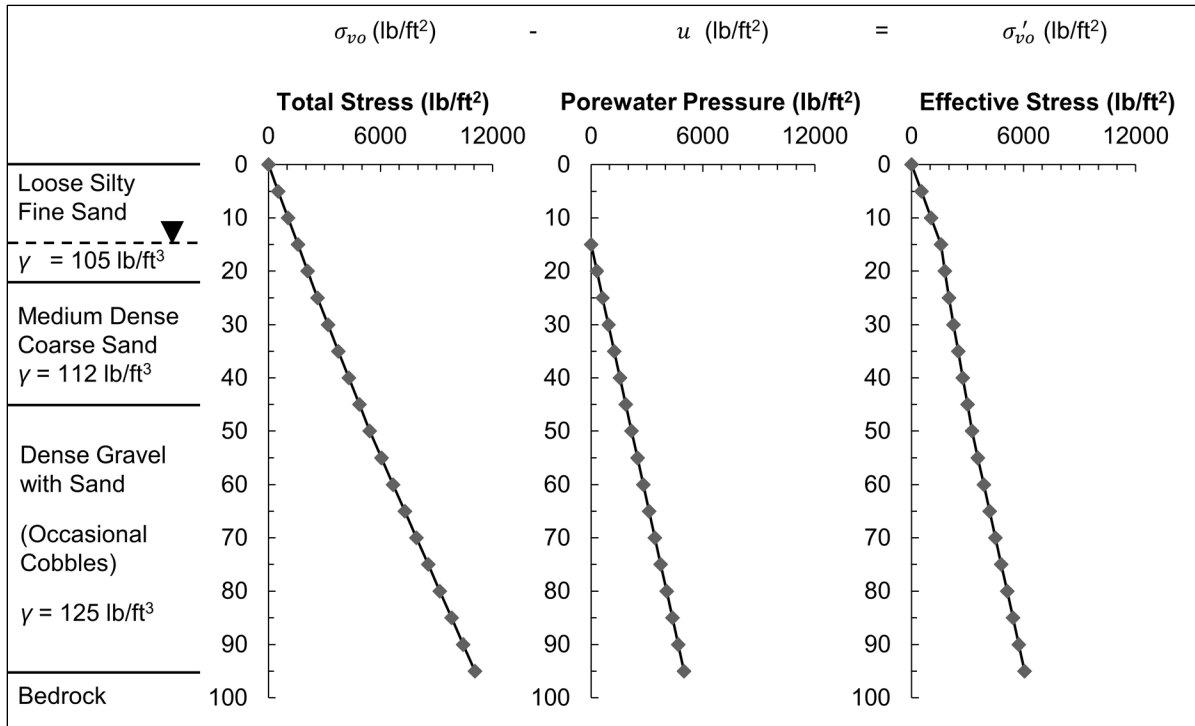 σ𝑣𝑜 (lb/ft²) - u (lb/ft²) = σ′𝑣𝑜 (lb/ft²)
Total Stress (lb/ft²) Porewater Pressure (lb/ft²) Effective Stress (lb/ft²)
0 6000 12000 0 6000 12000 0 6000 12000
0 0 0
Loose Silty
Fine Sand
10 10 10
γ = 105 lb/ft³
20 20 20
Medium Dense
30 30 30
Coarse Sand
γ = 112 lb/ft³
40 40 40
50 50 50
Dense Gravel
with Sand
60 60 60
(Occasional
70 70 70
Cobbles)
80 80 80
γ = 125 lb/ft³
90 90 90
Bedrock
100 100 100